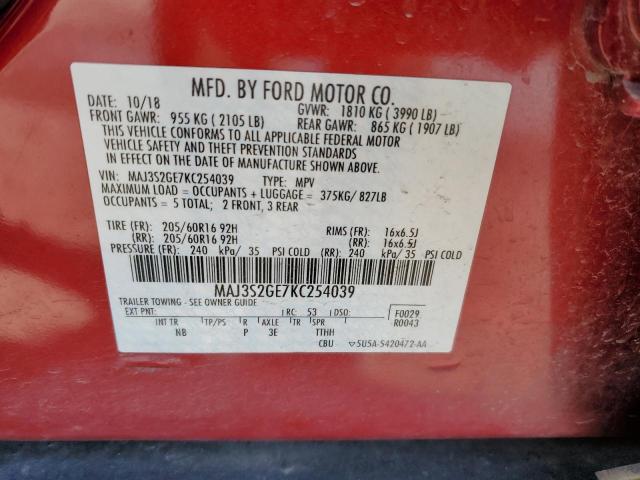 MFD. BY FORD MOTOR CO.
DATE: 10/18 GVWR: 1810 KG ( 3990 LB)
FRONT GAWR: 955 KG ( 2105 LB) REAR GAWR: 865 KG ( 1907 LB)
THIS VEHICLE CONFORMS TO ALL APPLICABLE FEDERAL MOTOR
VEHICLE SAFETY AND THEFT PREVENTION STANDARDS
IN EFFECT ON THE DATE OF MANUFACTURE SHOWN ABOVE.
VIN: MAJ3S2GE7KC254039 TYPE: MPV
MAXIMUM LOAD = OCCUPANTS + LUGGAGE = 375KG/ 827LB
OCCUPANTS = 5 TOTAL; 2 FRONT, 3 REAR
TIRE (FR): 205/60R16 92H RIMS (FR): 16x6.5J
(RR): 205/60R16 92H (RR): 16x6.5J
PRESSURE (FR): 240 kPa/ 35 PSI COLD (RR): 240 kPa/ 35 PSI COLD
MAJ3S2GE7KC254039
TRAILER TOWING - SEE OWNER GUIDE
EXT PNT: RC: 53 DSO: F0029
R0043
INT TR TP/PS R AXLE TR SPR
NB P 3E TTHH
CBU 5U5A-S420472-AA